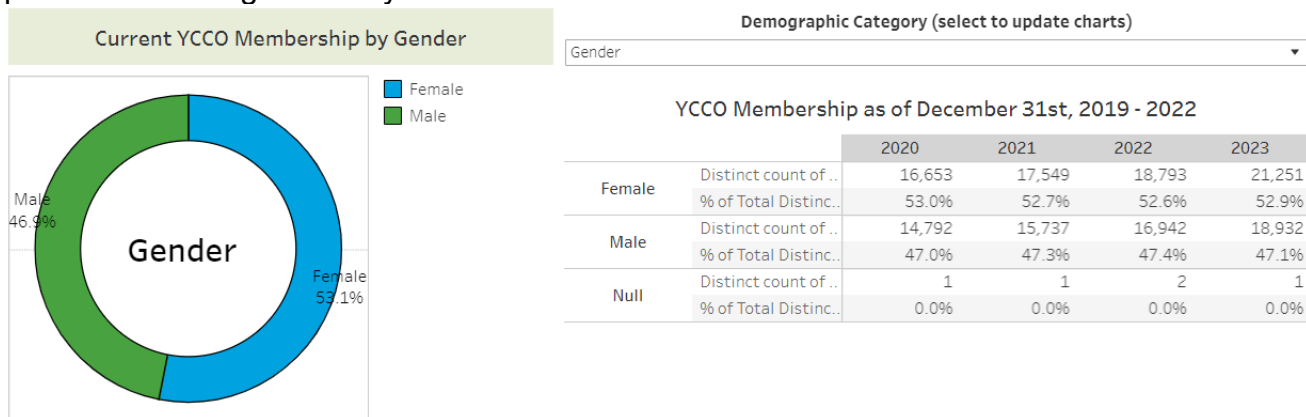 Current YCCO Membership by Gender
Female
Male
Male
46.9%
Gender
Female
53.1%
Demographic Category (select to update charts)
Gender
YCCO Membership as of December 31st, 2019 - 2022
2020 2021 2022 2023
Female
Distinct count of .. 16,653 17,549 18,793 21,251
% of Total Distinc.. 53.0% 52.7% 52.6% 52.9%
Male
Distinct count of .. 14,792 15,737 16,942 18,932
% of Total Distinc.. 47.0% 47.3% 47.4% 47.1%
Null
Distinct count of .. 1 1 2 1
% of Total Distinc.. 0.0% 0.0% 0.0% 0.0%